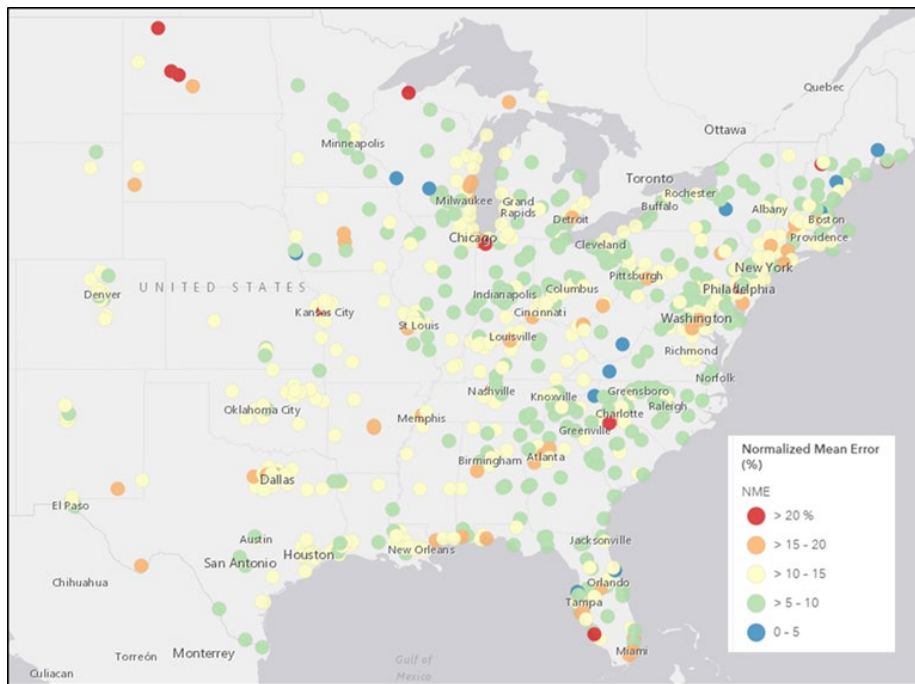 Quebec
Ottawa
Minneapolis
Toronto
Rochester
Buffalo
Albany
Boston
Providence
Milwaukee
Grand
Rapids
Detroit
Chicago
Cleveland
New York
Pittsburgh
Philadelphia
Denver
UNITED STATES
Indianapolis
Columbus
Kansas City
Cincinnati
Washington
St Louis
Louisville
Richmond
Norfolk
Nashville
Knoxville
Greensboro
Raleigh
Charlotte
Oklahoma City
Memphis
Greenville
Birmingham
Atlanta
Dallas
El Paso
Austin
Houston
San Antonio
New Orleans
Jacksonville
Chihuahua
Orlando
Tampa
Torreón
Monterrey
Miami
Gulf of
Mexico
Culiacan
Normalized Mean Error
(%)
NME
> 20 %
> 15 - 20
> 10 - 15
> 5 - 10
0 - 5